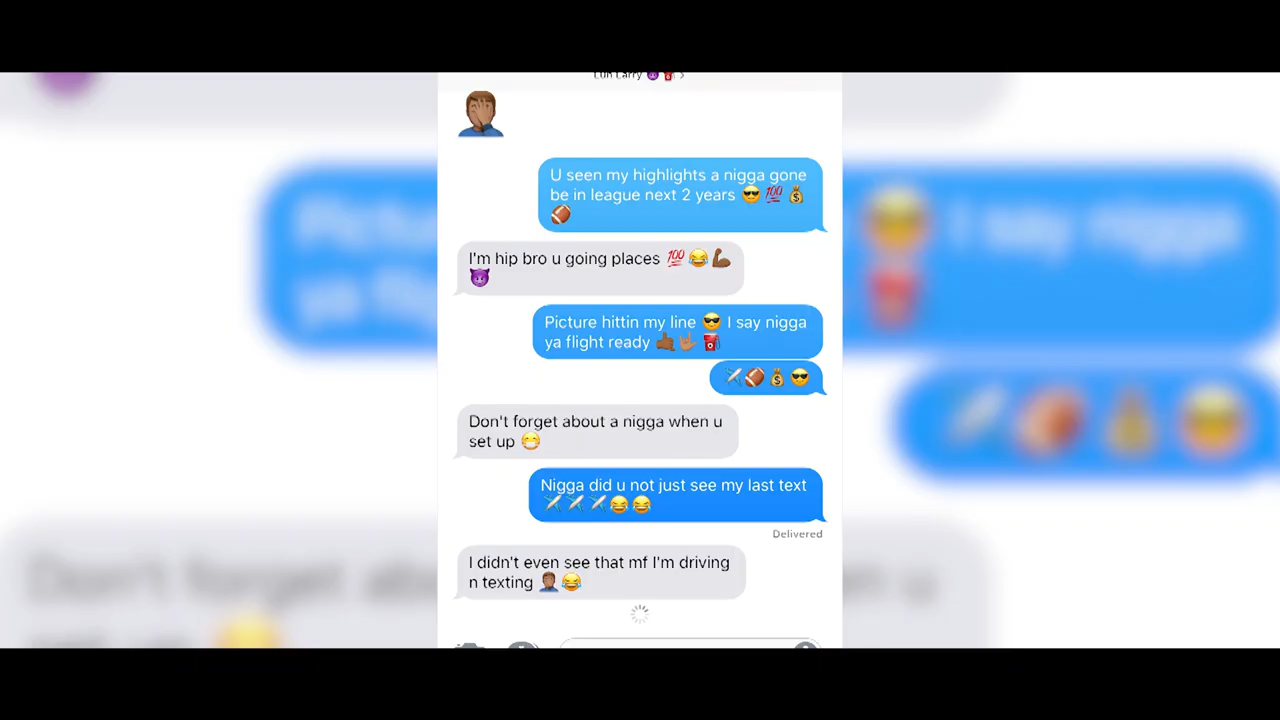 Larry 😈⛽️ >
🤦🏾‍♂️
U seen my highlights a nigga gone
be in league next 2 years 😎 💯 💰
🏈
I'm hip bro u going places 💯 😂 💪🏾
😈
Picture hittin my line 😎 I say nigga
ya flight ready 🤙🏾 🤟🏽 ⛽️
✈️ 🏈 💰 😎
Don't forget about a nigga when u
set up 😷
Nigga did u not just see my last text
✈️ ✈️ ✈️ 😂 😂
Delivered
I didn't even see that mf I'm driving
n texting 🤦🏾‍♂️ 😂